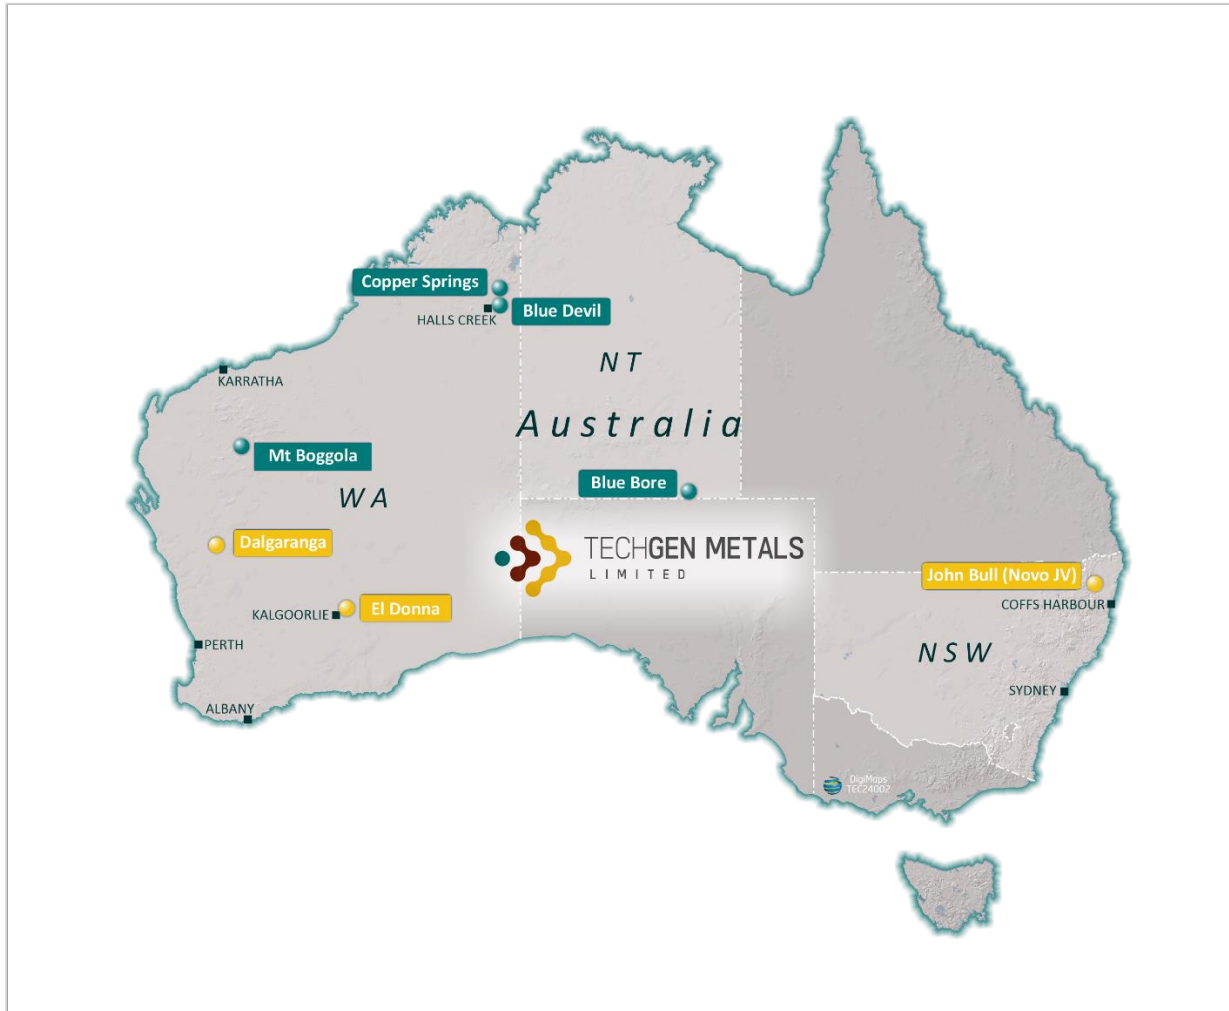 Copper Springs
Blue Devil
HALLS CREEK
NT
KARRATHA
Australia
Mt Boggola
Blue Bore
WA
TECHGEN METALS
LIMITED
Dalgaranga
John Bull (Novo JV)
COFFS HARBOUR
El Donna
KALGOORLIE
PERTH
NSW
SYDNEY
ALBANY
DigiMaps
TEC24002